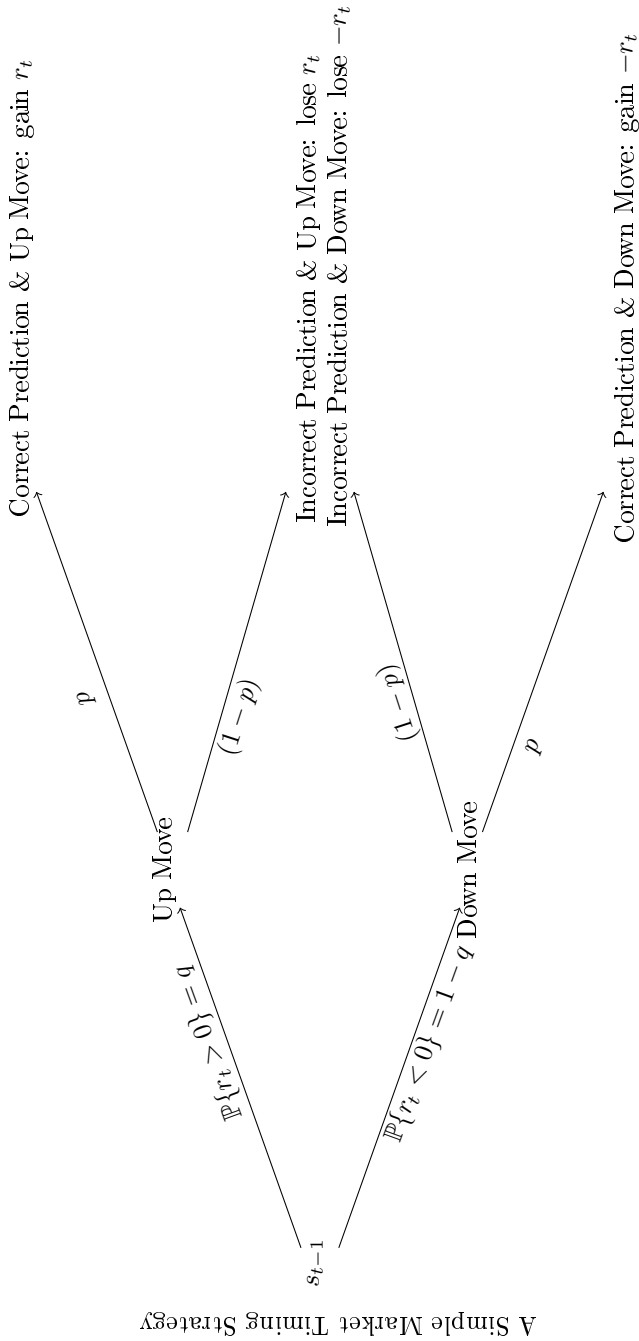 A Simple Market Timing Strategy
s_{t−1}
ℙ{r_t > 0} = q
ℙ{r_t < 0} = 1 − q
Up Move
Down Move
p
(1 − p)
(1 − p)
p
Correct Prediction & Up Move: gain r_t
Incorrect Prediction & Up Move: lose r_t
Incorrect Prediction & Down Move: lose −r_t
Correct Prediction & Down Move: gain −r_t